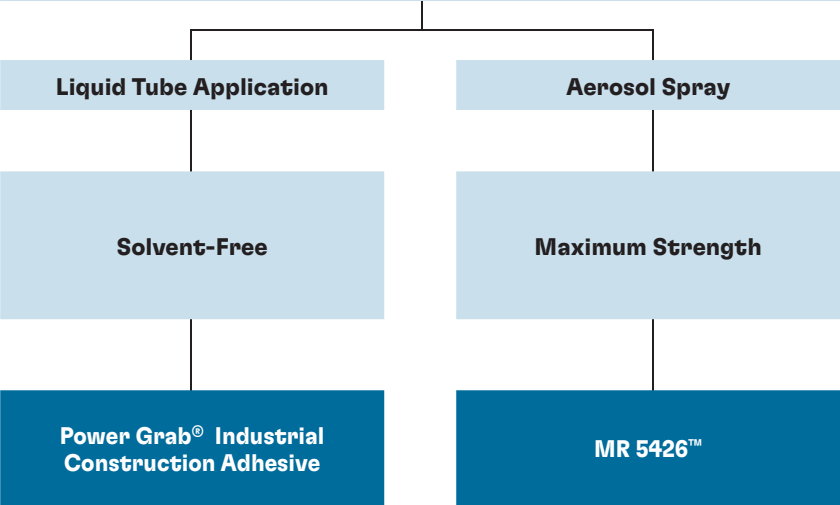 Liquid Tube Application
Aerosol Spray
Solvent-Free
Maximum Strength
Power Grab® Industrial
Construction Adhesive
MR 5426™